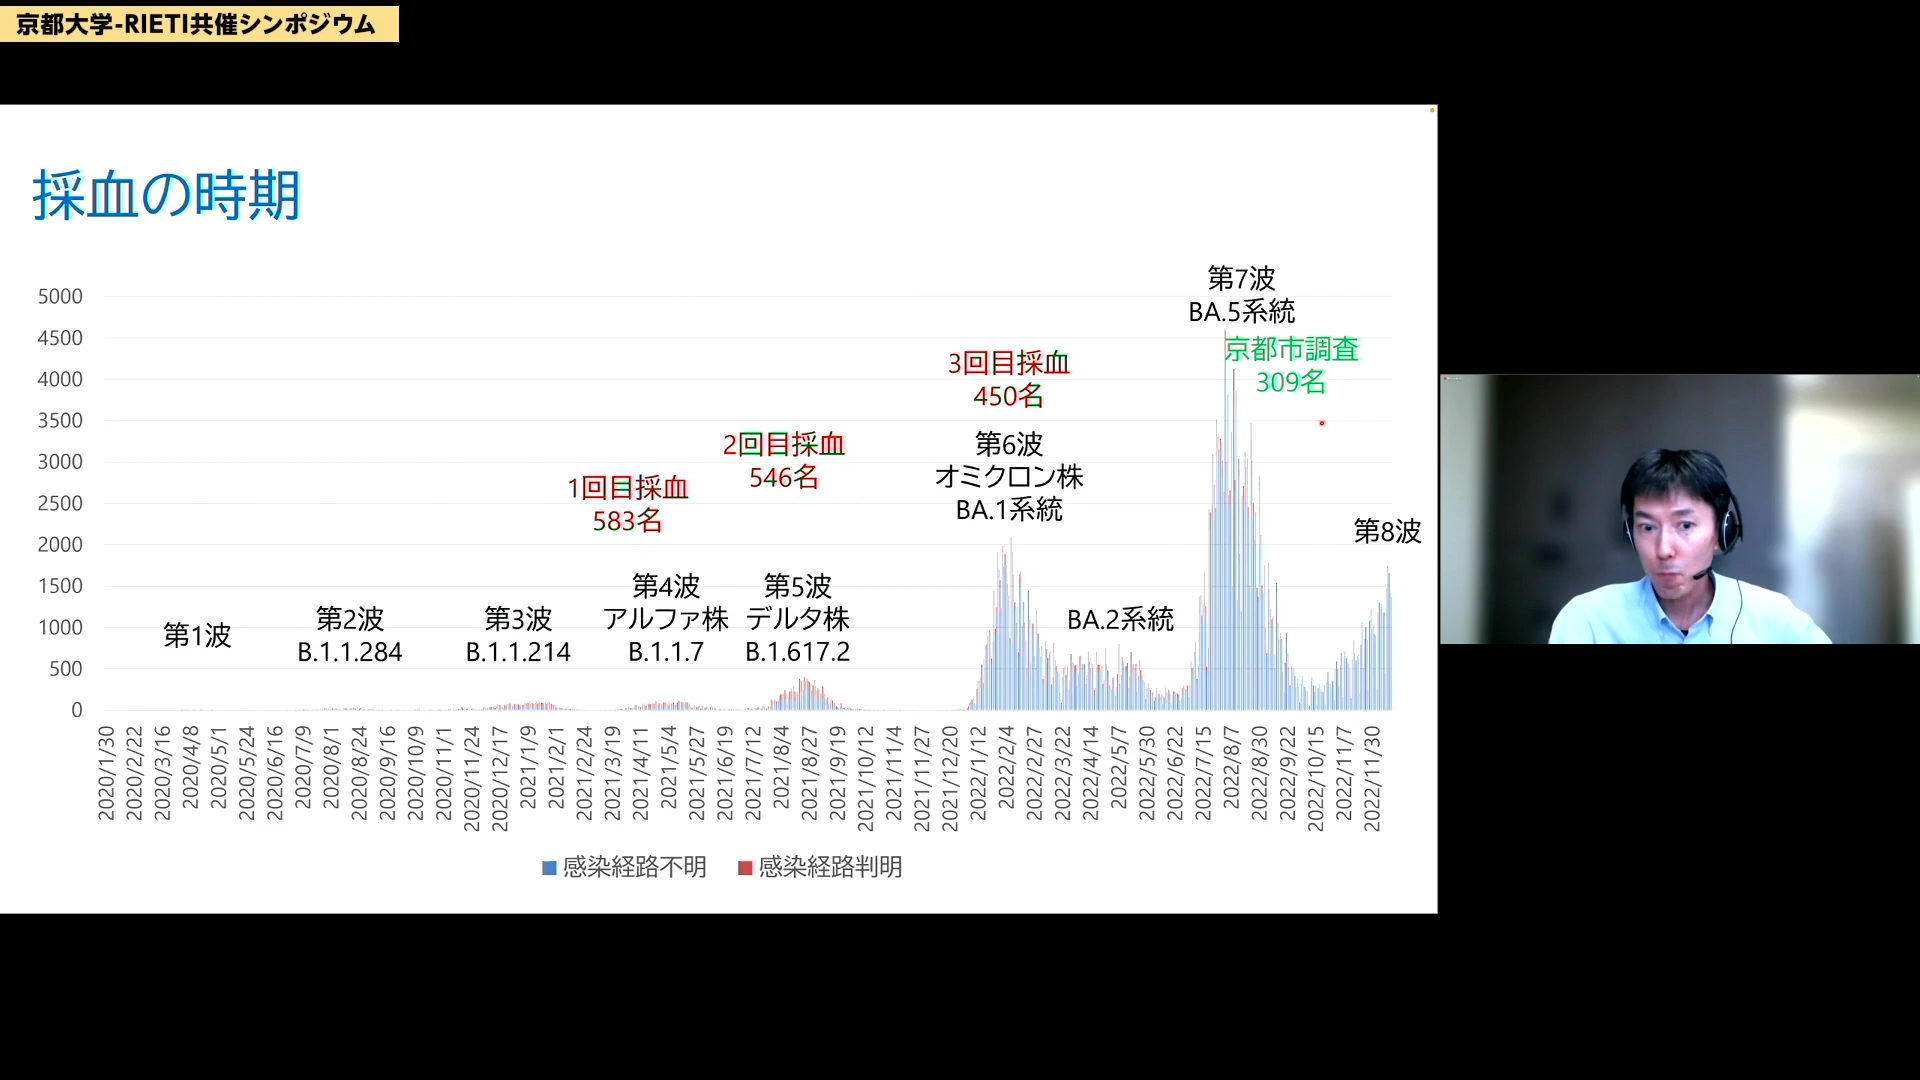 京都大学-RIETI共催シンポジウム
採血の時期
第7波
BA.5系統
京都市調査
309名
3回目採血
450名
第6波
オミクロン株
BA.1系統
2回目採血
546名
1回目採血
583名
第8波
第1波
第2波
B.1.1.284
第3波
B.1.1.214
第4波
アルファ株
B.1.1.7
第5波
デルタ株
B.1.617.2
BA.2系統
5000
4500
4000
3500
3000
2500
2000
1500
1000
500
0
2020/1/30
2020/2/22
2020/3/16
2020/4/8
2020/5/1
2020/5/24
2020/6/16
2020/7/9
2020/8/1
2020/8/24
2020/9/16
2020/10/9
2020/11/1
2020/11/24
2020/12/17
2021/1/9
2021/2/1
2021/2/24
2021/3/19
2021/4/11
2021/5/4
2021/5/27
2021/6/19
2021/7/12
2021/8/4
2021/8/27
2021/9/19
2021/10/12
2021/11/4
2021/11/27
2021/12/20
2022/1/12
2022/2/4
2022/2/27
2022/3/22
2022/4/14
2022/5/7
2022/5/30
2022/6/22
2022/7/15
2022/8/7
2022/8/30
2022/9/22
2022/10/15
2022/11/7
2022/11/30
感染経路不明
感染経路判明